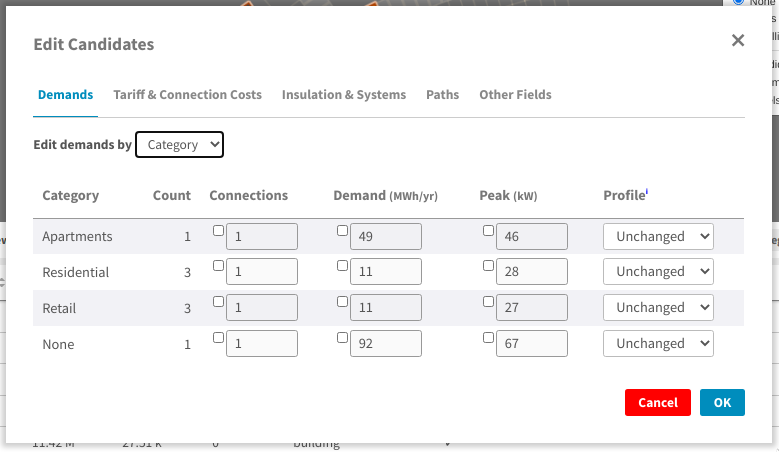 None
Edit Candidates
×
Demands Tariff & Connection Costs Insulation & Systems Paths Other Fields
Edit demands by Category
Category Count Connections Demand (MWh/yr) Peak (kW) Profile i
Apartments 1 1 49 46 Unchanged
Residential 3 1 11 28 Unchanged
Retail 3 1 11 27 Unchanged
None 1 1 92 67 Unchanged
Cancel OK
building